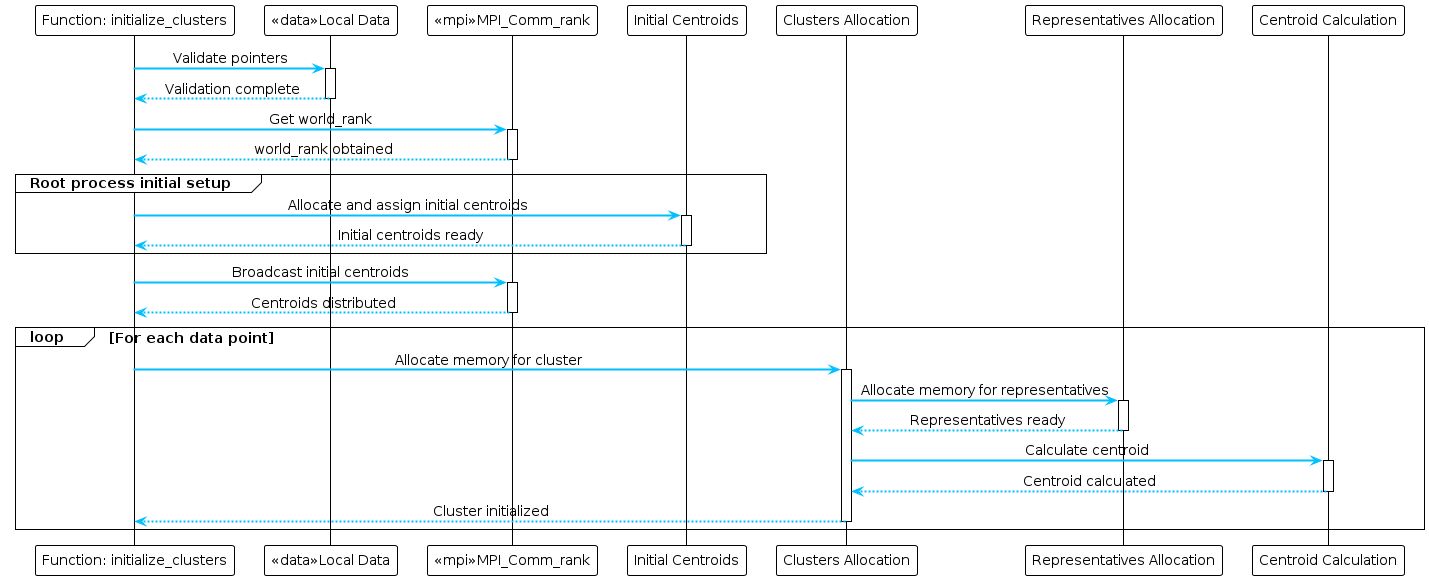 Function: initialize_clusters
«data»Local Data
«mpi»MPI_Comm_rank
Initial Centroids
Clusters Allocation
Representatives Allocation
Centroid Calculation
Validate pointers
Validation complete
Get world_rank
world_rank obtained
Root process initial setup
Allocate and assign initial centroids
Initial centroids ready
Broadcast initial centroids
Centroids distributed
loop [For each data point]
Allocate memory for cluster
Allocate memory for representatives
Representatives ready
Calculate centroid
Centroid calculated
Cluster initialized
Function: initialize_clusters
«data»Local Data
«mpi»MPI_Comm_rank
Initial Centroids
Clusters Allocation
Representatives Allocation
Centroid Calculation